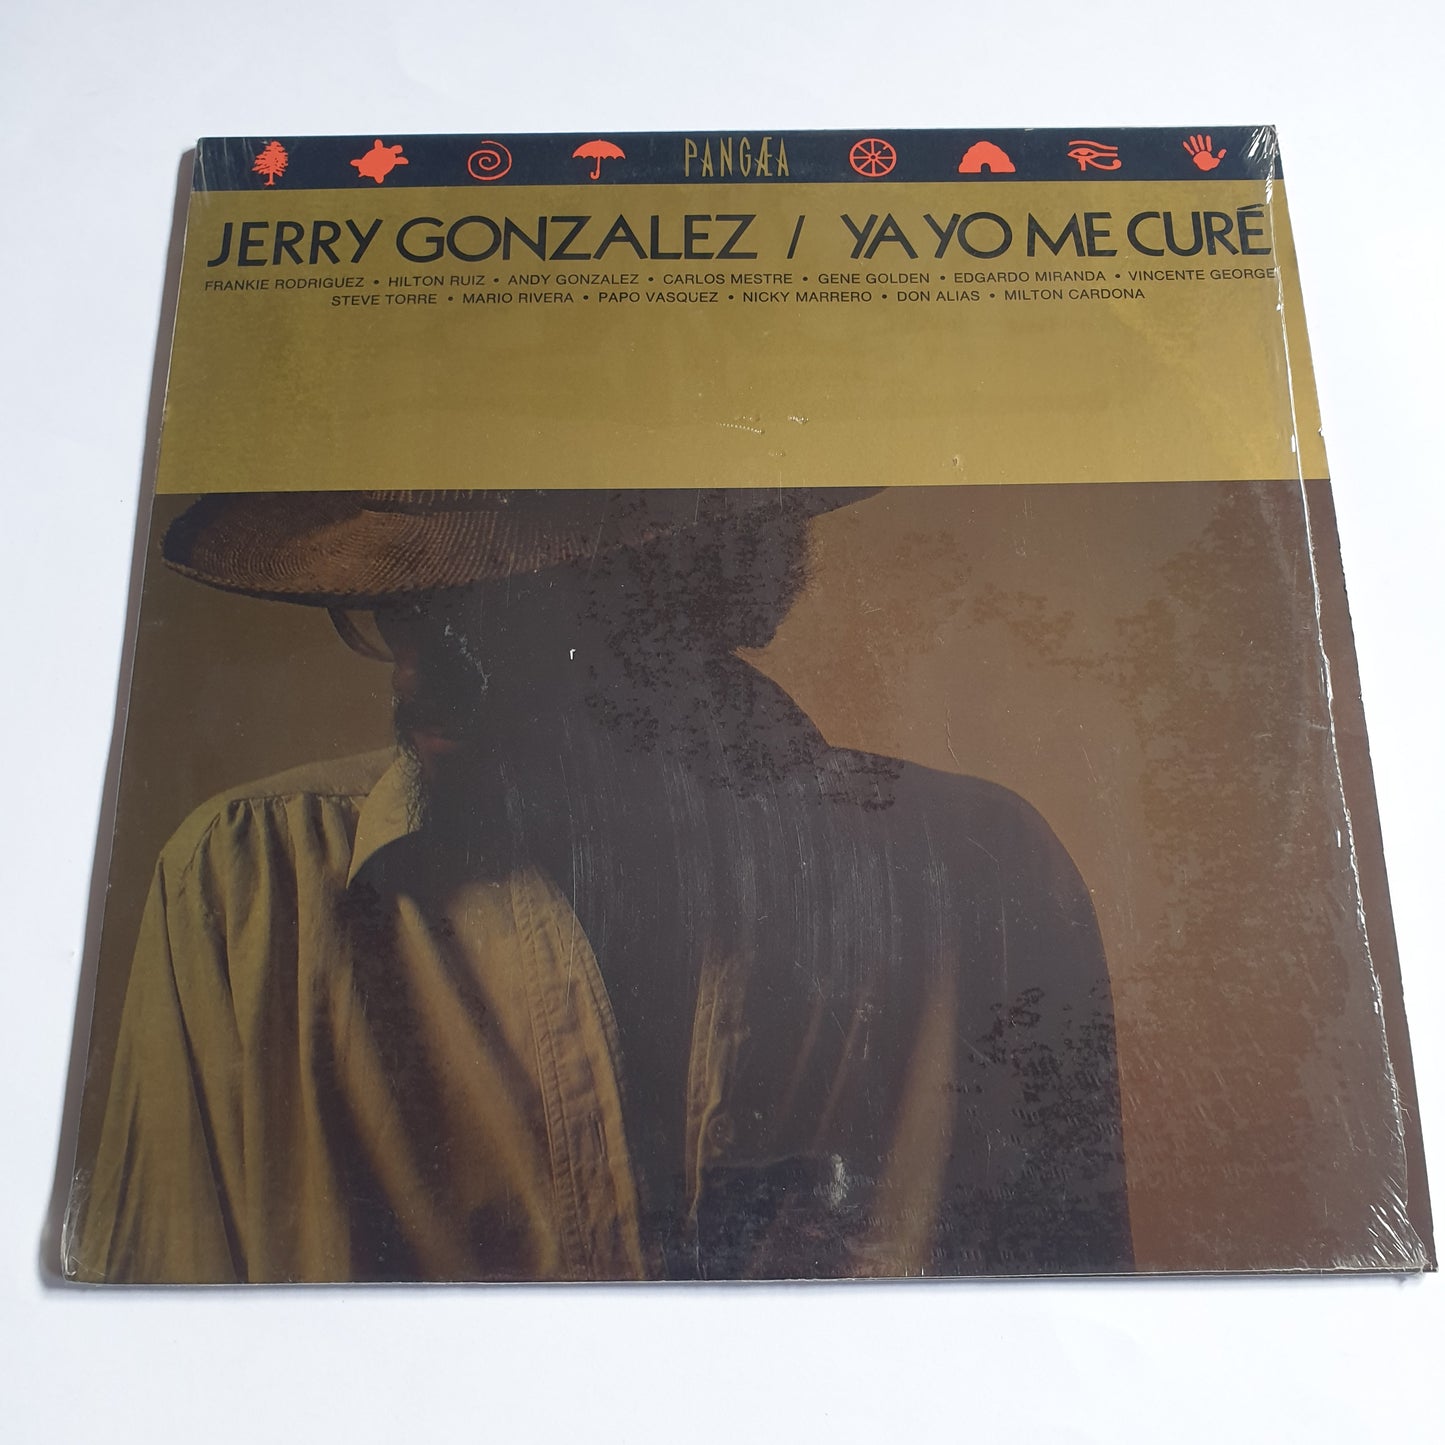 PANGÆA
JERRY GONZALEZ / YA YO ME CURÉ
FRANKIE RODRIGUEZ • HILTON RUIZ • ANDY GONZALEZ • CARLOS MESTRE • GENE GOLDEN • EDGARDO MIRANDA • VINCENTE GEORGE
STEVE TORRE • MARIO RIVERA • PAPO VASQUEZ • NICKY MARRERO • DON ALIAS • MILTON CARDONA